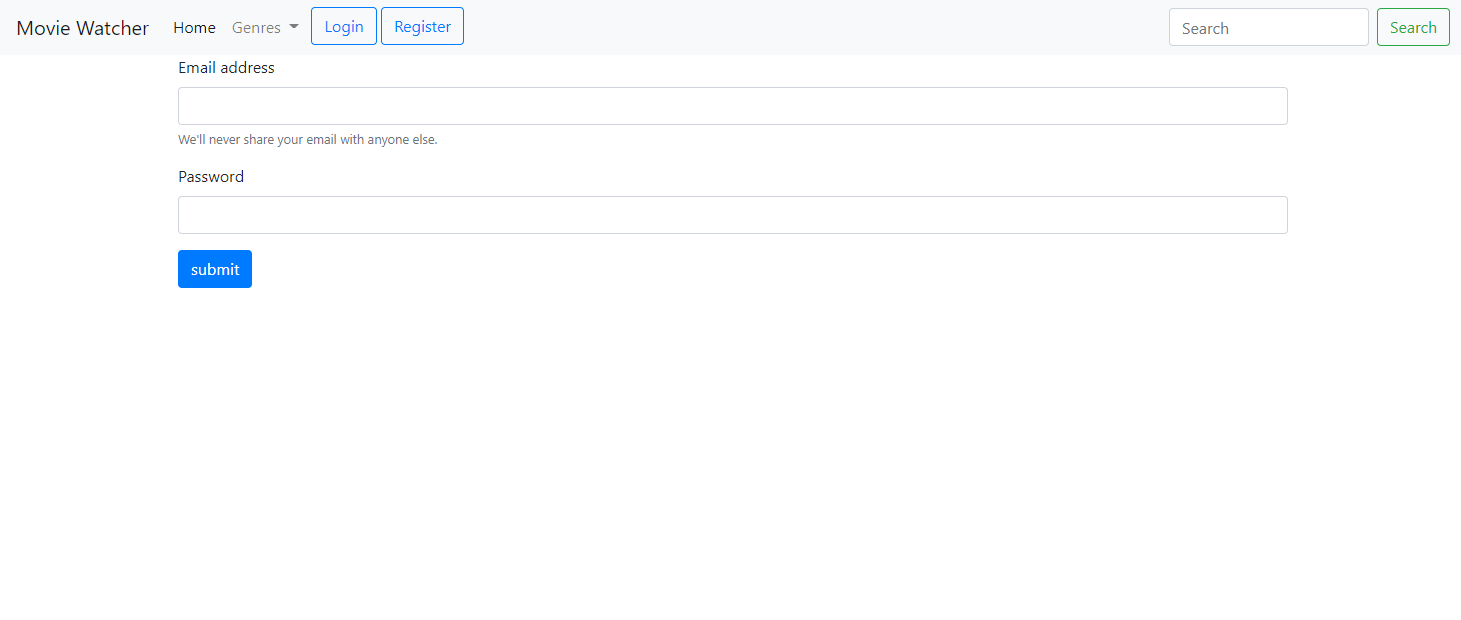 Movie Watcher Home Genres Login Register Search Search
Email address
We'll never share your email with anyone else.
Password
submit